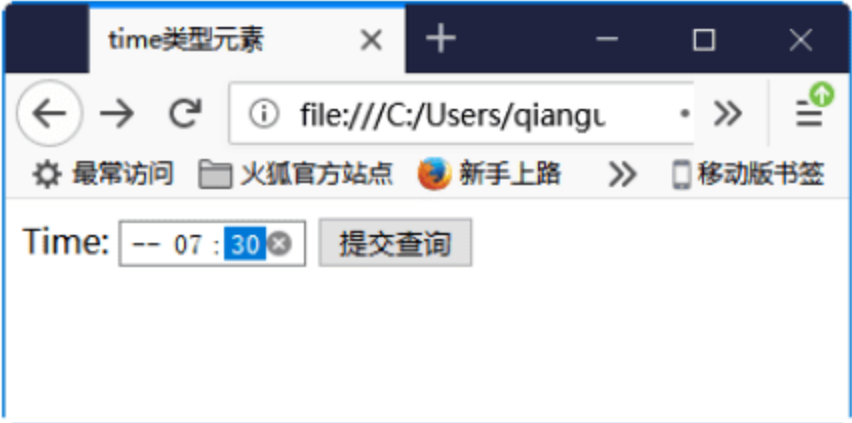 time类型元素
file:///C:/Users/qiangu
最常访问 火狐官方站点 新手上路 移动版书签
Time: -- 07 : 30 提交查询